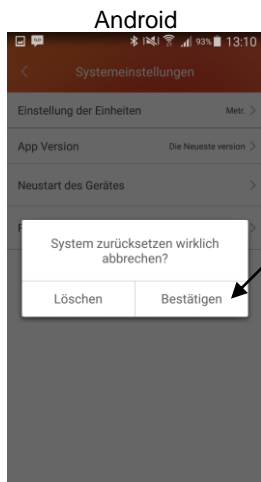 Android
93% 13:10
Systemeinstellungen
Einstellung der Einheiten Metr.
App Version Die Neueste version
Neustart des Gerätes
System zurücksetzen wirklich
abbrechen?
Löschen Bestätigen